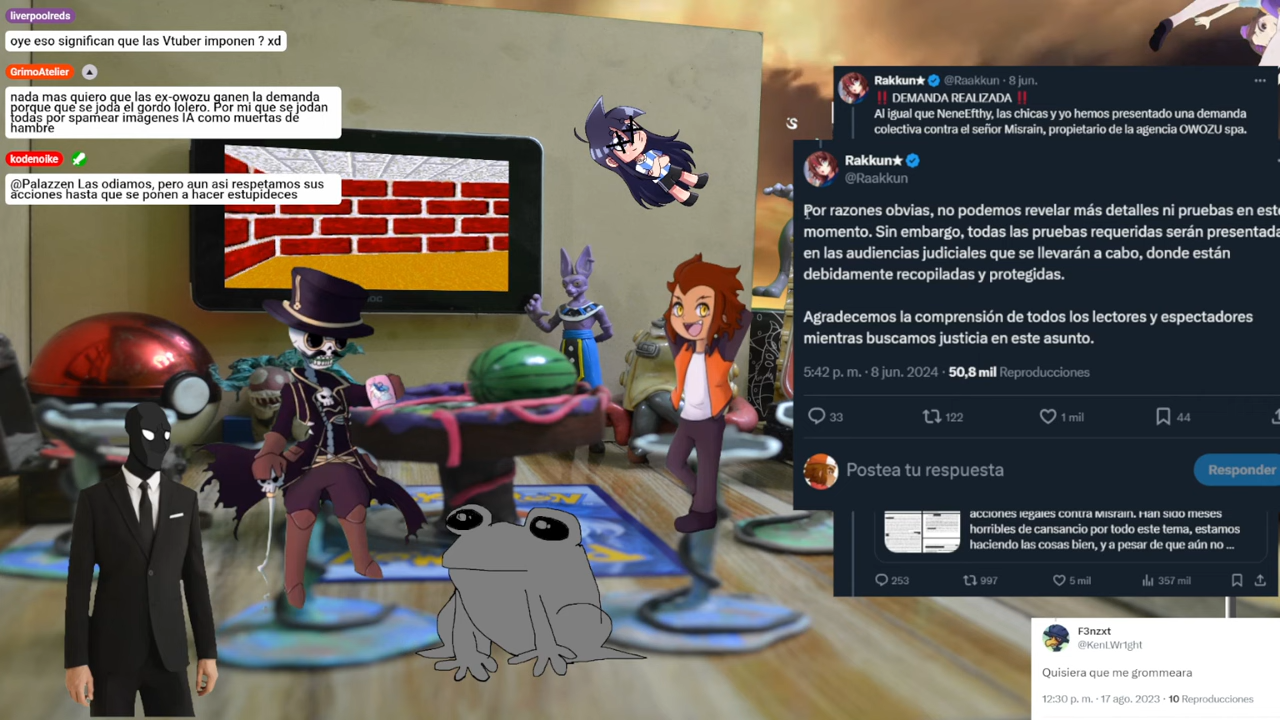 liverpoolreds
oye eso significan que las Vtuber imponen ? xd
GrimoAtelier
nada mas quiero que las ex-owozu ganen la demanda
porque que se joda el gordo lolero. Por mi que se jodan
todas por spamear imagenes IA como muertas de
hambre
kodenoike
@Palazzen Las odiamos, pero aun asi respetamos sus
acciones hasta que se ponen a hacer estupideces
Rakkun★ @Raakkun · 8 jun.
‼️ DEMANDA REALIZADA ‼️
Al igual que NeneEfthy, las chicas y yo hemos presentado una demanda
colectiva contra el señor Misrain, propietario de la agencia OWOZU spa.
Rakkun★
@Raakkun
Por razones obvias, no podemos revelar más detalles ni pruebas en este
momento. Sin embargo, todas las pruebas requeridas serán presentada
en las audiencias judiciales que se llevarán a cabo, donde están
debidamente recopiladas y protegidas.
Agradecemos la comprensión de todos los lectores y espectadores
mientras buscamos justicia en este asunto.
5:42 p. m. · 8 jun. 2024 · 50,8 mil Reproducciones
33 122 1 mil 44
Postea tu respuesta
Responder
acciones legales contra Misrain. Han sido meses
horribles de cansancio por todo este tema, estamos
haciendo las cosas bien, y a pesar de que aún no ...
253 997 5 mil 357 mil
F3nzxt
@KenLWr1ght
Quisiera que me grommeara
12:30 p. m. · 17 ago. 2023 · 10 Reproducciones